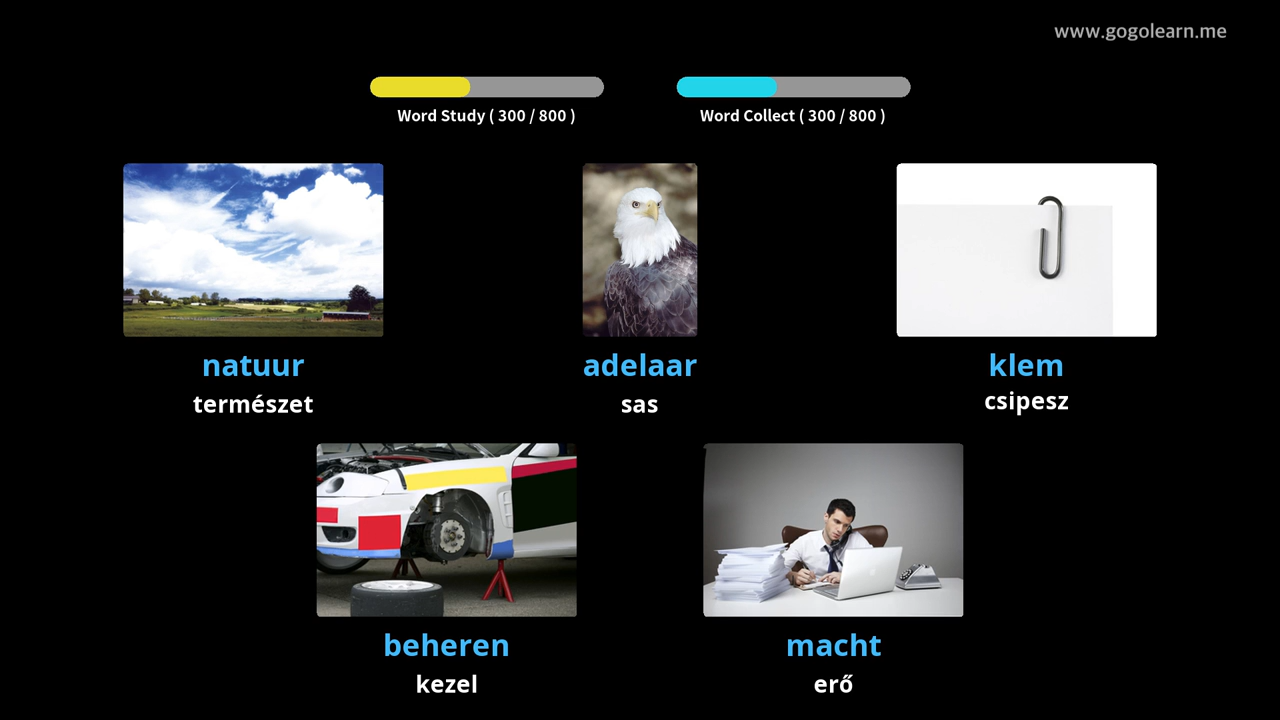 www.gogolearn.me
Word Study ( 300 / 800 )
Word Collect ( 300 / 800 )
natuur
természet
adelaar
sas
klem
csipesz
beheren
kezel
macht
erő